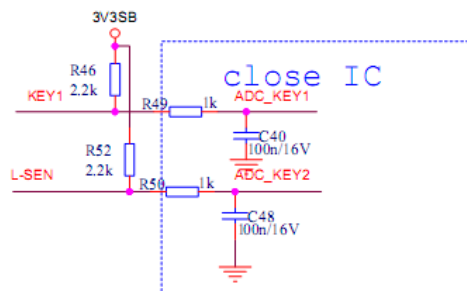 3V3SB
close IC
R46
2.2k
KEY1
R49
1k
ADC_KEY1
C40
100n/16V
R52
2.2k
L-SEN
R50
1k
ADC_KEY2
C48
100n/16V